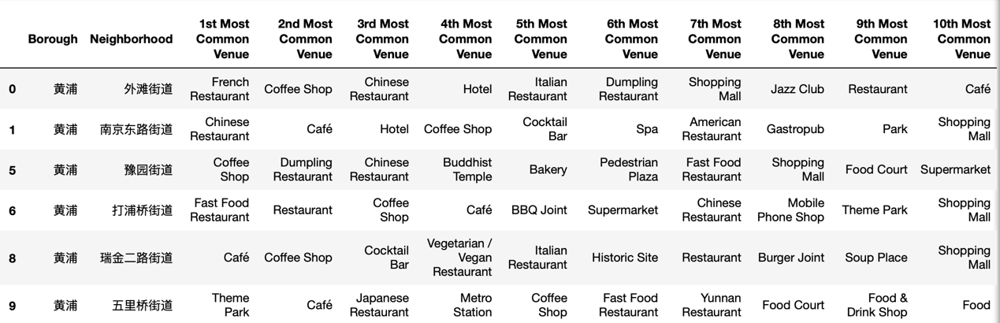 Borough Neighborhood 1st Most Common Venue 2nd Most Common Venue 3rd Most Common Venue 4th Most Common Venue 5th Most Common Venue 6th Most Common Venue 7th Most Common Venue 8th Most Common Venue 9th Most Common Venue 10th Most Common Venue
0 黄浦 外滩街道 French Restaurant Coffee Shop Chinese Restaurant Hotel Italian Restaurant Dumpling Restaurant Shopping Mall Jazz Club Restaurant Café
1 黄浦 南京东路街道 Chinese Restaurant Café Hotel Coffee Shop Cocktail Bar Spa American Restaurant Gastropub Park Shopping Mall
5 黄浦 豫园街道 Coffee Shop Dumpling Restaurant Chinese Restaurant Buddhist Temple Bakery Pedestrian Plaza Fast Food Restaurant Shopping Mall Food Court Supermarket
6 黄浦 打浦桥街道 Fast Food Restaurant Restaurant Coffee Shop Café BBQ Joint Supermarket Chinese Restaurant Mobile Phone Shop Theme Park Shopping Mall
8 黄浦 瑞金二路街道 Café Coffee Shop Cocktail Bar Vegetarian / Vegan Restaurant Italian Restaurant Historic Site Restaurant Burger Joint Soup Place Shopping Mall
9 黄浦 五里桥街道 Theme Park Café Japanese Restaurant Metro Station Coffee Shop Fast Food Restaurant Yunnan Restaurant Food Court Food & Drink Shop Food